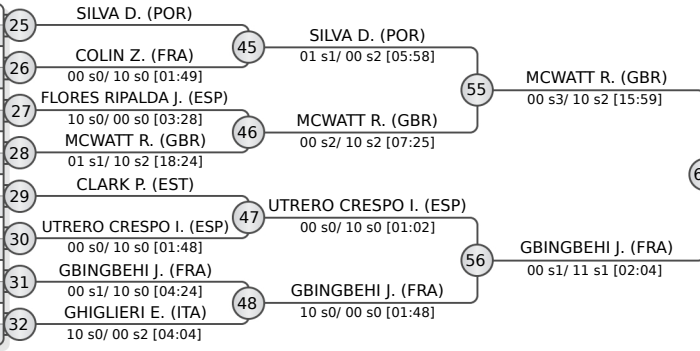 25
SILVA D. (POR)
26
COLIN Z. (FRA)
00 s0/ 10 s0 [01:49]
27
FLORES RIPALDA J. (ESP)
10 s0/ 00 s0 [03:28]
28
MCWATT R. (GBR)
01 s1/ 10 s2 [18:24]
29
CLARK P. (EST)
30
UTRERO CRESPO I. (ESP)
00 s0/ 10 s0 [01:48]
31
GBINGBEHI J. (FRA)
00 s1/ 10 s0 [04:24]
32
GHIGLIERI E. (ITA)
10 s0/ 00 s2 [04:04]
45
SILVA D. (POR)
01 s1/ 00 s2 [05:58]
46
MCWATT R. (GBR)
00 s2/ 10 s2 [07:25]
47
UTRERO CRESPO I. (ESP)
00 s0/ 10 s0 [01:02]
48
GBINGBEHI J. (FRA)
10 s0/ 00 s0 [01:48]
55
MCWATT R. (GBR)
00 s3/ 10 s2 [15:59]
56
GBINGBEHI J. (FRA)
00 s1/ 11 s1 [02:04]